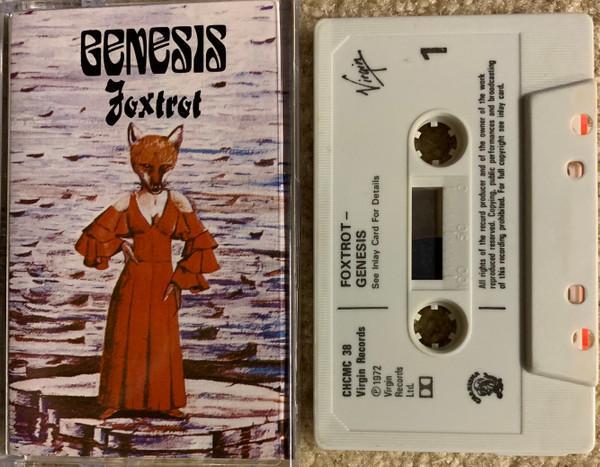 GENESIS
Foxtrot
Virgin
1
FOXTROT –
GENESIS
See Inlay Card For Details
CHCMC 38
Virgin Records
℗1972
Virgin
Records
Ltd.
All rights of the record producer and of the owner of the work
reproduced reserved. Copying, public performances and broadcasting
of this recording prohibited. For full copyright see inlay card.